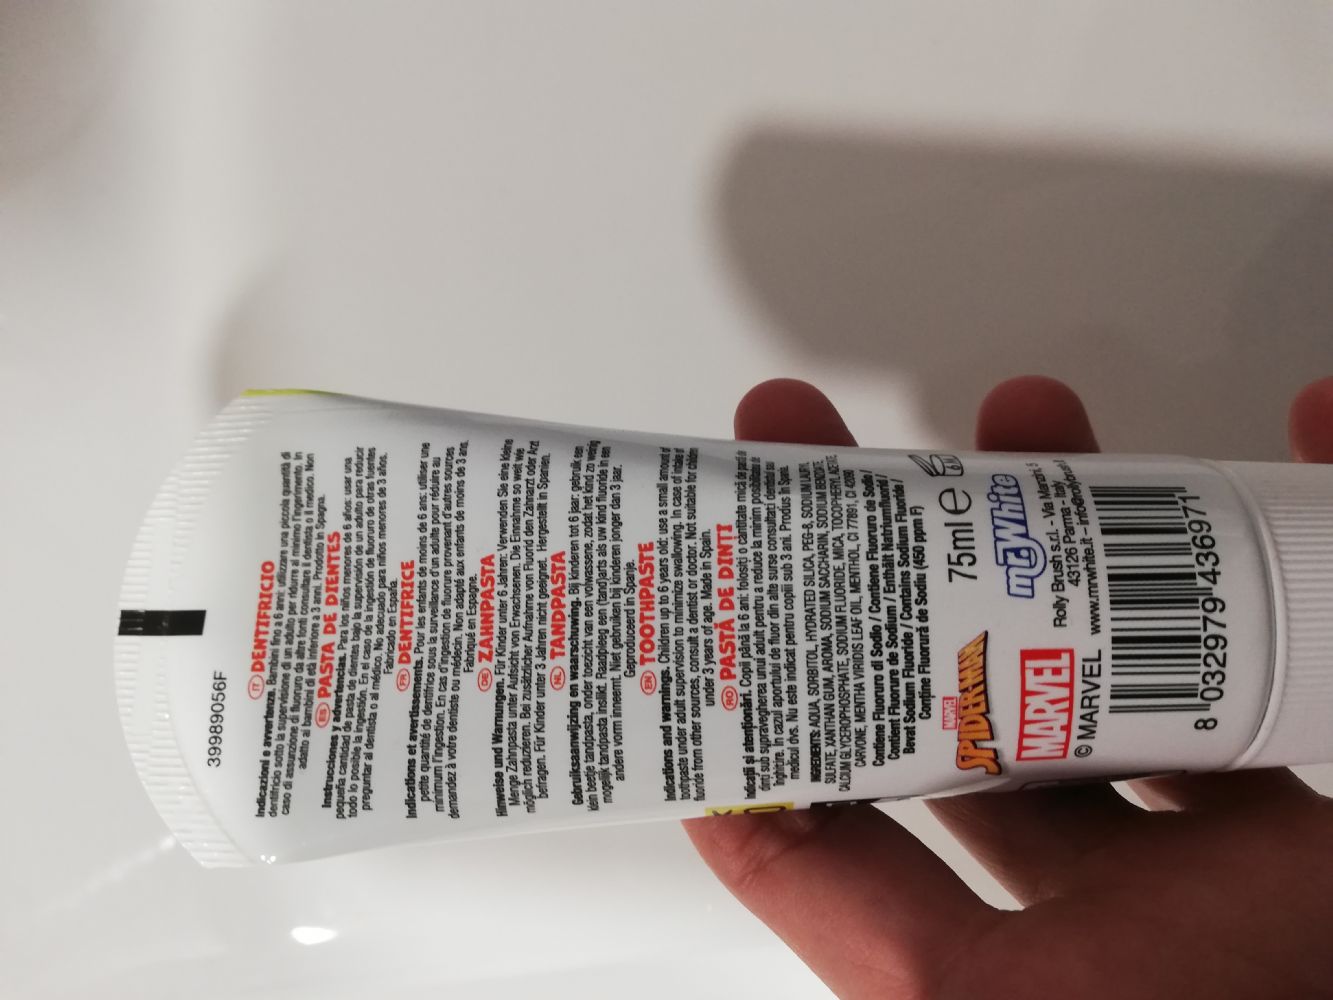 39989056F
IT DENTIFRICIO
Indicazioni e avvertenze. Bambini fino a 6 anni: utilizzare una piccola quantità di
dentifricio sotto la supervisione di un adulto per ridurre al minimo l'ingerimento. In
caso di assunzione di fluoruro da altre fonti consultare il dentista o il medico. Non
adatto ai bambini di età inferiore a 3 anni. Prodotto in Spagna.
ES PASTA DE DIENTES
Instrucciones y advertencias. Para los niños menores de 6 años: usar una
pequeña cantidad de pasta de dientes bajo la supervisión de un adulto para reducir
todo lo posible la ingestión. En el caso de la ingestión de fluoruro de otras fuentes
preguntar al dentista o al médico. No adecuado para niños menores de 3 años.
Fabricado en España.
FR DENTIFRICE
Indications et avertissements. Pour les enfants de moins de 6 ans: utiliser une
petite quantité de dentifrice sous la surveillance d'un adulte pour réduire au
minimum l'ingestion. En cas d'ingestion de fluorure provenant d'autres sources
demandez à votre dentiste ou médecin. Non adapté aux enfants de moins de 3 ans.
Fabriqué en Espagne.
DE ZAHNPASTA
Hinweise und Warnungen. Für Kinder unter 6 Jahren: Verwenden Sie eine kleine
Menge Zahnpasta unter Aufsicht von Erwachsenen. Die Einnahme so weit wie
möglich reduzieren. Bei zusätzlicher Aufnahme von Fluorid den Zahnarzt oder Arzt
befragen. Für Kinder unter 3 Jahren nicht geeignet. Hergestellt in Spanien.
NL TANDPASTA
Gebruiksaanwijzing en waarschuwing. Bij kinderen tot 6 jaar: gebruik een
klein beetje tandpasta, onder toezicht van een volwassene, zodat het kind zo weinig
mogelijk tandpasta inslikt. Raadpleeg een (tand)arts als uw kind fluoride in een
andere vorm inneemt. Niet gebruiken bij kinderen jonger dan 3 jaar.
Geproduceerd in Spanje.
EN TOOTHPASTE
Indications and warnings. Children up to 6 years old: use a small amount of
toothpaste under adult supervision to minimize swallowing. In case of intake of
fluoride from other sources, consult a dentist or doctor. Not suitable for children
under 3 years of age. Made in Spain.
RO PASTĂ DE DINȚI
Indicații și atenționări. Copii până la 6 ani: folosiți o cantitate mică de pastă de
dinți sub supravegherea unui adult pentru a reduce la minim posibilitatea de
înghițire. În cazul aportului de fluor din alte surse consultați dentistul sau
medicul dvs. Nu este indicat pentru copiii sub 3 ani. Produs în Spania.
INGREDIENTS: AQUA, SORBITOL, HYDRATED SILICA, PEG-8, SODIUM LAURYL
SULFATE, XANTHAN GUM, AROMA, SODIUM SACCHARIN, SODIUM BENZOATE,
CALCIUM GLYCEROPHOSPHATE, SODIUM FLUORIDE, MICA, TOCOPHERYL ACETATE,
CARVONE, MENTHA VIRIDIS LEAF OIL, MENTHOL, CI 77891, CI 42090
Contiene Fluoruro di Sodio / Contiene Fluoruro de Sodio /
Contient Fluorure de Sodium / Enthält Natriumfluorid /
Bevat Sodium Fluoride / Contains Sodium Fluoride /
Conține Fluorură de Sodiu (450 ppm F)
75ml e
6M
MARVEL
SPIDER-MAN
mr.White
MARVEL
© MARVEL
Rolly Brush s.r.l. - Via Mantini, 5
43126 Parma Italy
www.mrwhite.it - info@rollybrush.it
8 032979 436971